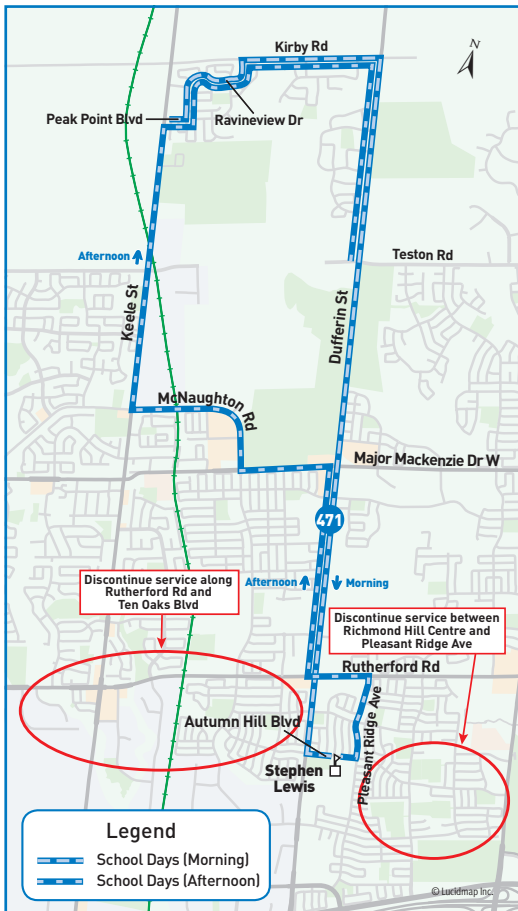 Kirby Rd
N
Peak Point Blvd
Ravineview Dr
Afternoon
Teston Rd
Keele St
Dufferin St
McNaughton
Rd
Major Mackenzie Dr W
471
Afternoon
Morning
Discontinue service along
Rutherford Rd and
Ten Oaks Blvd
Discontinue service between
Richmond Hill Centre and
Pleasant Ridge Ave
Rutherford Rd
Autumn Hill Blvd
Pleasant Ridge Ave
Stephen
Lewis
Legend
School Days (Morning)
School Days (Afternoon)
© Lucidmap Inc.